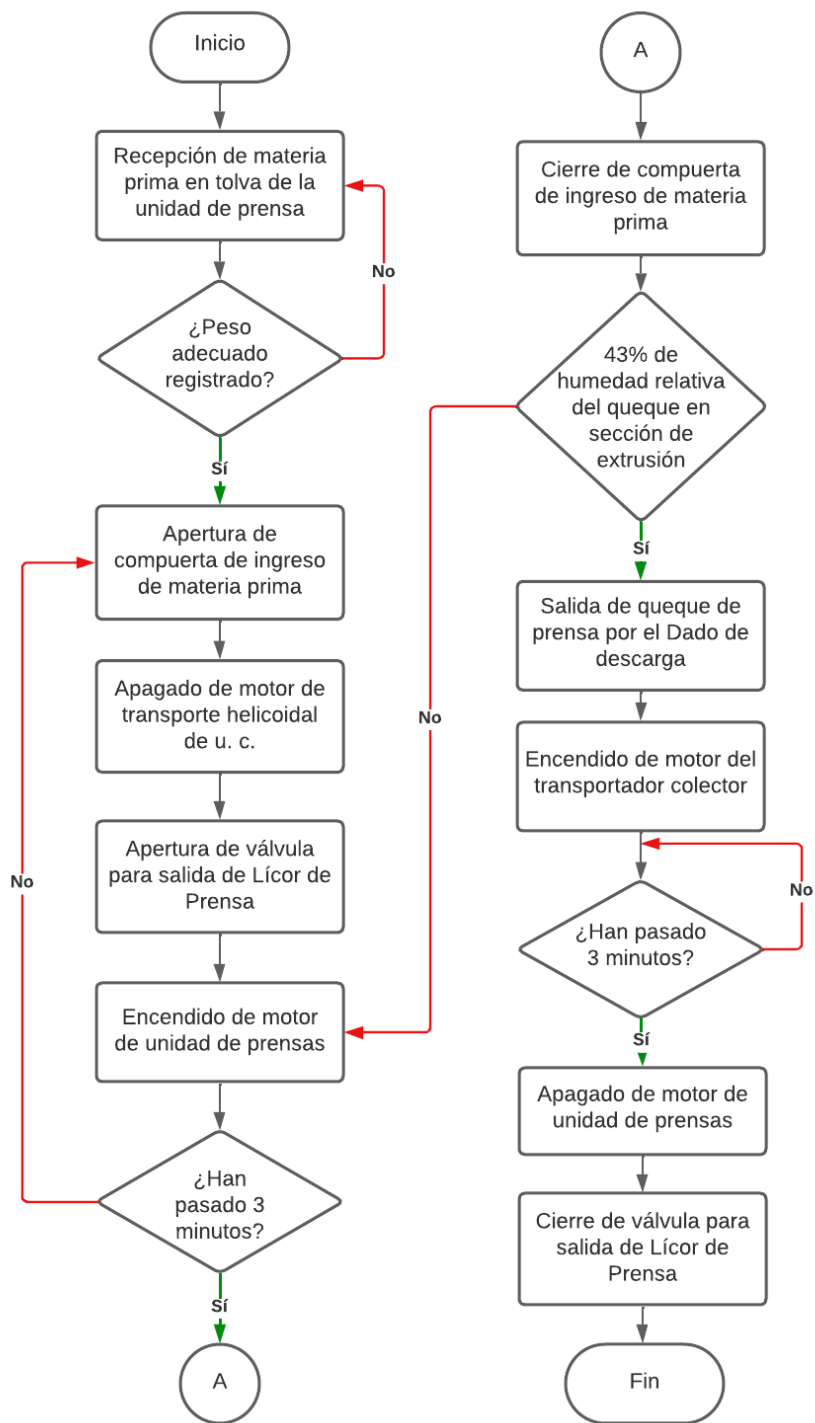 Inicio
Recepción de materia
prima en tolva de la
unidad de prensa
No
¿Peso
adecuado
registrado?
Sí
Apertura de
compuerta de ingreso
de materia prima
Apagado de motor de
transporte helicoidal
de u. c.
Apertura de válvula
para salida de Lícor de
Prensa
No
Encendido de motor
de unidad de prensas
¿Han
pasado 3
minutos?
Sí
A
A
Cierre de compuerta
de ingreso de materia
prima
43% de
humedad relativa
del queque en
sección de
extrusión
No
Sí
Salida de queque de
prensa por el Dado de
descarga
Encendido de motor del
transportador colector
No
¿Han pasado
3 minutos?
Sí
Apagado de motor de
unidad de prensas
Cierre de válvula para
salida de Lícor de
Prensa
Fin